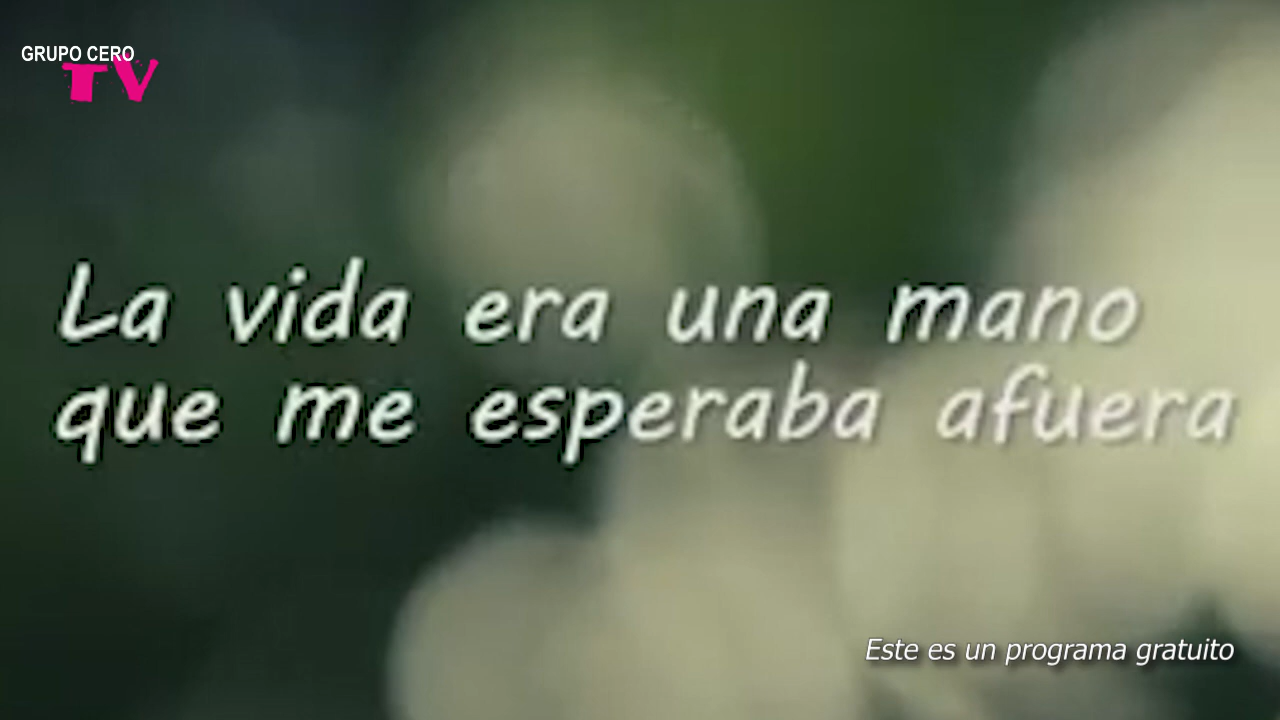 GRUPO CERO
TV
La vida era una mano
que me esperaba afuera
Este es un programa gratuito